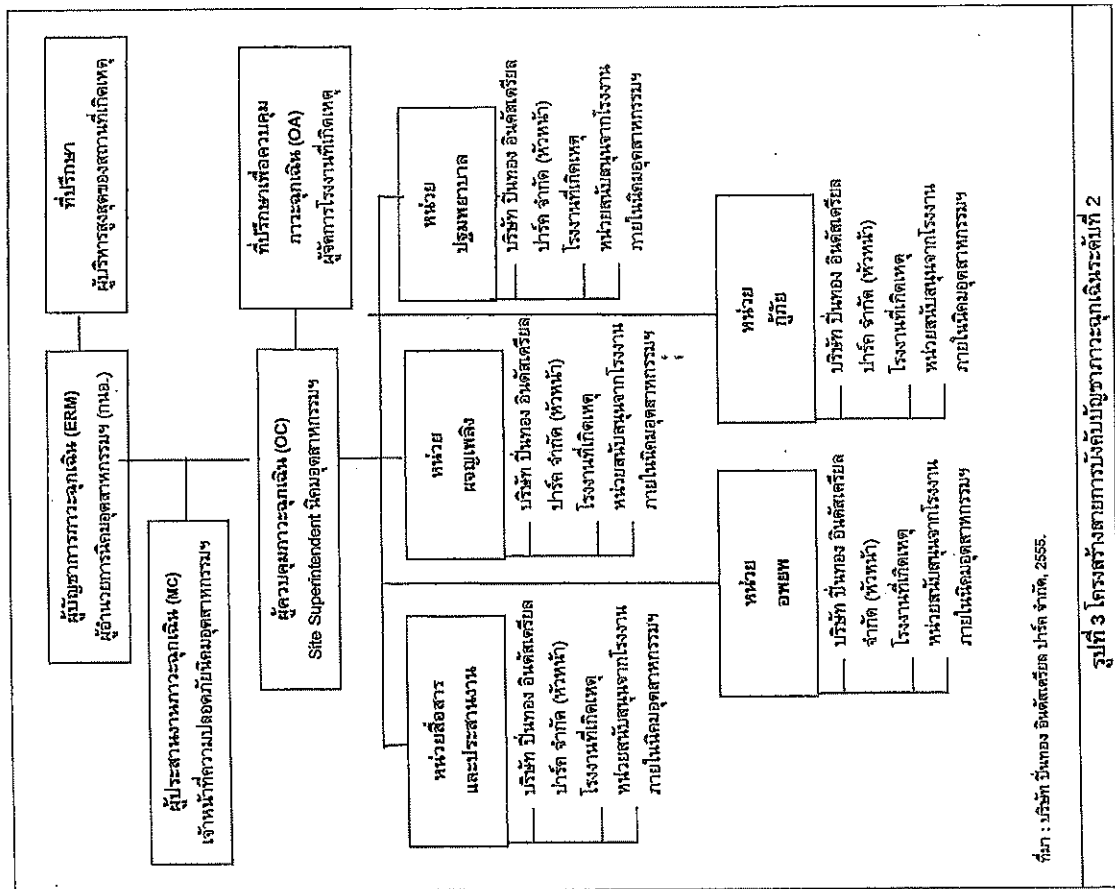 ผู้บัญชาการภาวะฉุกเฉิน (ERM)
ผู้อำนวยการนิคมอุตสาหกรรมฯ (กนอ.)
ที่ปรึกษา
ผู้บริหารสูงสุดของสถานที่เกิดเหตุ
ผู้ประสานงานภาวะฉุกเฉิน (MC)
เจ้าหน้าที่ความปลอดภัยนิคมอุตสาหกรรมฯ
ผู้ควบคุมภาวะฉุกเฉิน (OC)
Site Superintendent นิคมอุตสาหกรรมฯ
ที่ปรึกษาเพื่อควบคุม
ภาวะฉุกเฉิน (OA)
ผู้จัดการโรงงานที่เกิดเหตุ
หน่วยสื่อสาร
และประสานงาน
บริษัท ปิ่นทอง อินดัสเตรียล
ปาร์ค จำกัด (หัวหน้า)
โรงงานที่เกิดเหตุ
หน่วยสนับสนุนจากโรงงาน
ภายในนิคมอุตสาหกรรมฯ
หน่วย
ผจญเพลิง
บริษัท ปิ่นทอง อินดัสเตรียล
ปาร์ค จำกัด (หัวหน้า)
โรงงานที่เกิดเหตุ
หน่วยสนับสนุนจากโรงงาน
ภายในนิคมอุตสาหกรรมฯ
หน่วย
ปฐมพยาบาล
บริษัท ปิ่นทอง อินดัสเตรียล
ปาร์ค จำกัด (หัวหน้า)
โรงงานที่เกิดเหตุ
หน่วยสนับสนุนจากโรงงาน
ภายในนิคมอุตสาหกรรมฯ
หน่วย
อพยพ
บริษัท ปิ่นทอง อินดัสเตรียล
จำกัด (หัวหน้า)
โรงงานที่เกิดเหตุ
หน่วยสนับสนุนจากโรงงาน
ภายในนิคมอุตสาหกรรมฯ
หน่วย
กู้ภัย
บริษัท ปิ่นทอง อินดัสเตรียล
ปาร์ค จำกัด (หัวหน้า)
โรงงานที่เกิดเหตุ
หน่วยสนับสนุนจากโรงงาน
ภายในนิคมอุตสาหกรรมฯ
ที่มา : บริษัท ปิ่นทอง อินดัสเตรียล ปาร์ค จำกัด, 2555.
รูปที่ 3 โครงสร้างสายการบังคับบัญชาภาวะฉุกเฉินระดับที่ 2